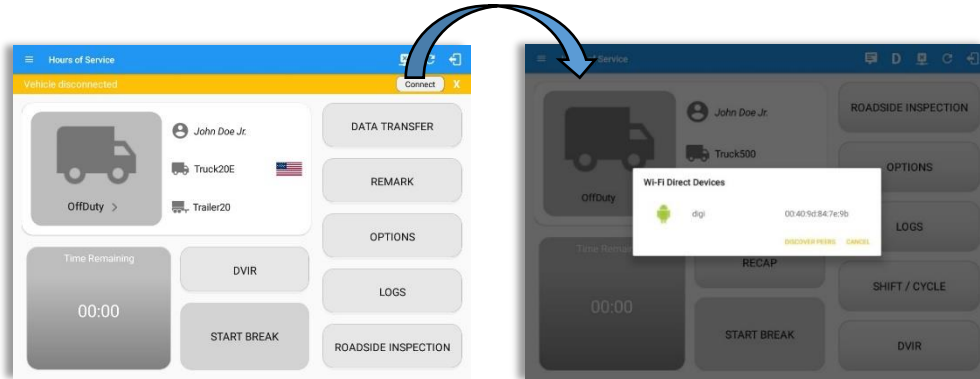 Hours of Service
Vehicle disconnected
Connect
X
John Doe Jr.
Truck20E
Trailer20
OffDuty >
Time Remaining
00:00
DVIR
START BREAK
DATA TRANSFER
REMARK
OPTIONS
LOGS
ROADSIDE INSPECTION
Service
D
John Doe Jr.
Truck500
OffDuty
Wi-Fi Direct Devices
digi 00:40:9d:84:7e:9b
DISCOVER PEERS CANCEL
Time Remai
00:00
RECAP
START BREAK
ROADSIDE INSPECTION
OPTIONS
LOGS
SHIFT / CYCLE
DVIR